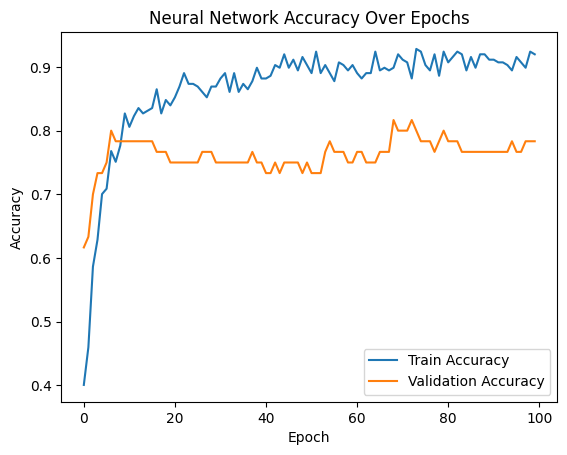 Neural Network Accuracy Over Epochs
0.9
0.8
0.7
0.6
0.5
0.4
Accuracy
0 20 40 60 80 100
Epoch
Train Accuracy
Validation Accuracy